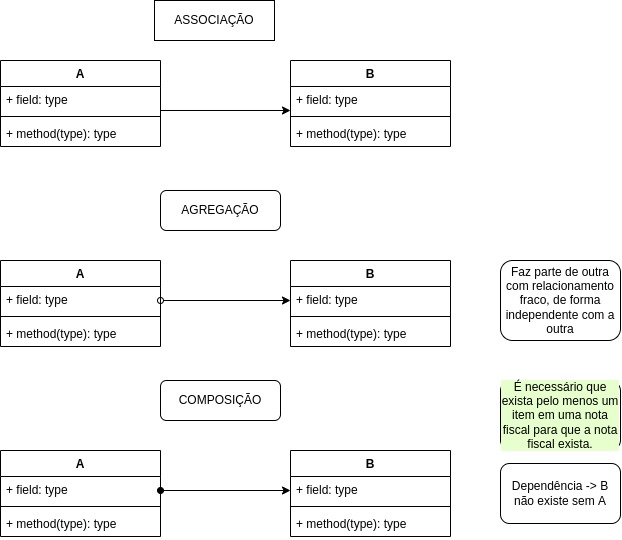 ASSOCIAÇÃO
A
+ field: type
+ method(type): type
B
+ field: type
+ method(type): type
AGREGAÇÃO
A
+ field: type
+ method(type): type
B
+ field: type
+ method(type): type
Faz parte de outra
com relacionamento
fraco, de forma
independente com a
outra
COMPOSIÇÃO
É necessário que
exista pelo menos um
item em uma nota
fiscal para que a nota
fiscal exista.
A
+ field: type
+ method(type): type
B
+ field: type
+ method(type): type
Dependência -> B
não existe sem A